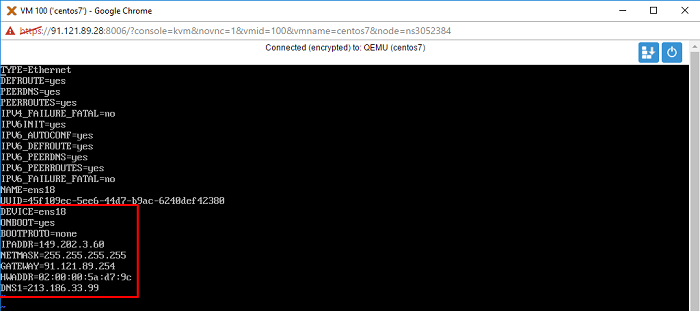 VM 100 ('centos7') - Google Chrome
https://91.121.89.28:8006/?console=kvm&novnc=1&vmid=100&vmname=centos7&node=ns3052384
Connected (encrypted) to: QEMU (centos7)
TYPE=Ethernet
DEFROUTE=yes
PEERDNS=yes
PEERROUTES=yes
IPV4_FAILURE_FATAL=no
IPV6INIT=yes
IPV6_AUTOCONF=yes
IPV6_DEFROUTE=yes
IPV6_PEERDNS=yes
IPV6_PEERROUTES=yes
IPV6_FAILURE_FATAL=no
NAME=ens18
UUID=45f109ec-5ee6-44d7-b9ac-6240def42380
DEVICE=ens18
ONBOOT=yes
BOOTPROTO=none
IPADDR=149.202.3.60
NETMASK=255.255.255.255
GATEWAY=91.121.89.254
HWADDR=02:00:00:5a:d7:9c
DNS1=213.186.33.99
~
~